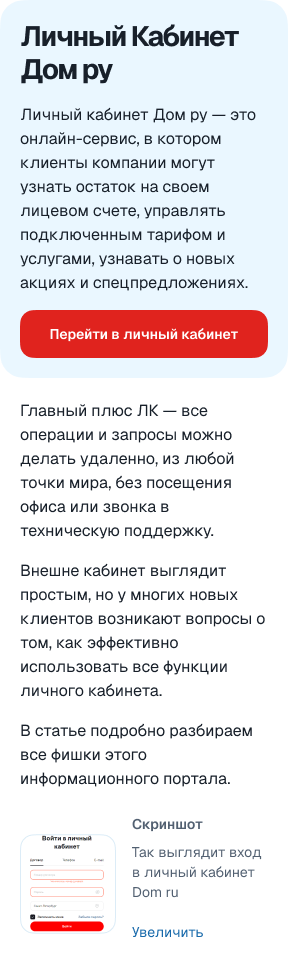 Личный Кабинет
Дом ру
Личный кабинет Дом ру — это
онлайн-сервис, в котором
клиенты компании могут
узнать остаток на своем
лицевом счете, управлять
подключенным тарифом и
услугами, узнавать о новых
акциях и спецпредложениях.
Перейти в личный кабинет
Главный плюс ЛК — все
операции и запросы можно
делать удаленно, из любой
точки мира, без посещения
офиса или звонка в
техническую поддержку.
Внешне кабинет выглядит
простым, но у многих новых
клиентов возникают вопросы о
том, как эффективно
использовать все функции
личного кабинета.
В статье подробно разбираем
все фишки этого
информационного портала.
Войти в личный
кабинет
Скриншот
Так выглядит вход
в личный кабинет
Dom ru
Увеличить